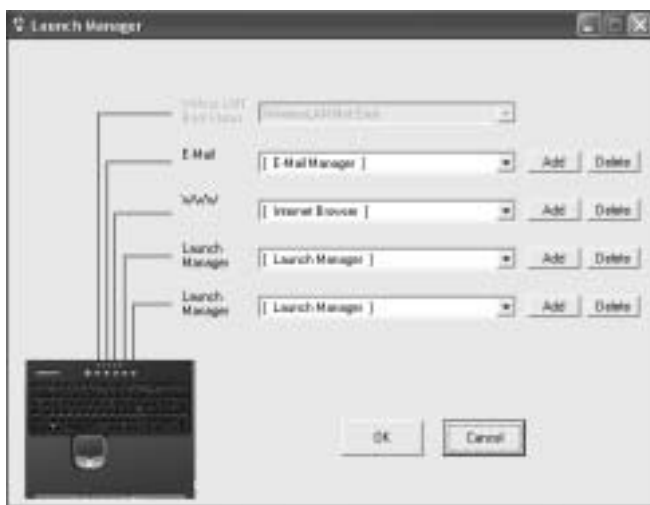 Launch Manager
E-Mail
[ E-Mail Manager ]
Add
Delete
WWW
[ Internet Browser ]
Add
Delete
Launch
Manager
[ Launch Manager ]
Add
Delete
Launch
Manager
[ Launch Manager ]
Add
Delete
OK
Cancel